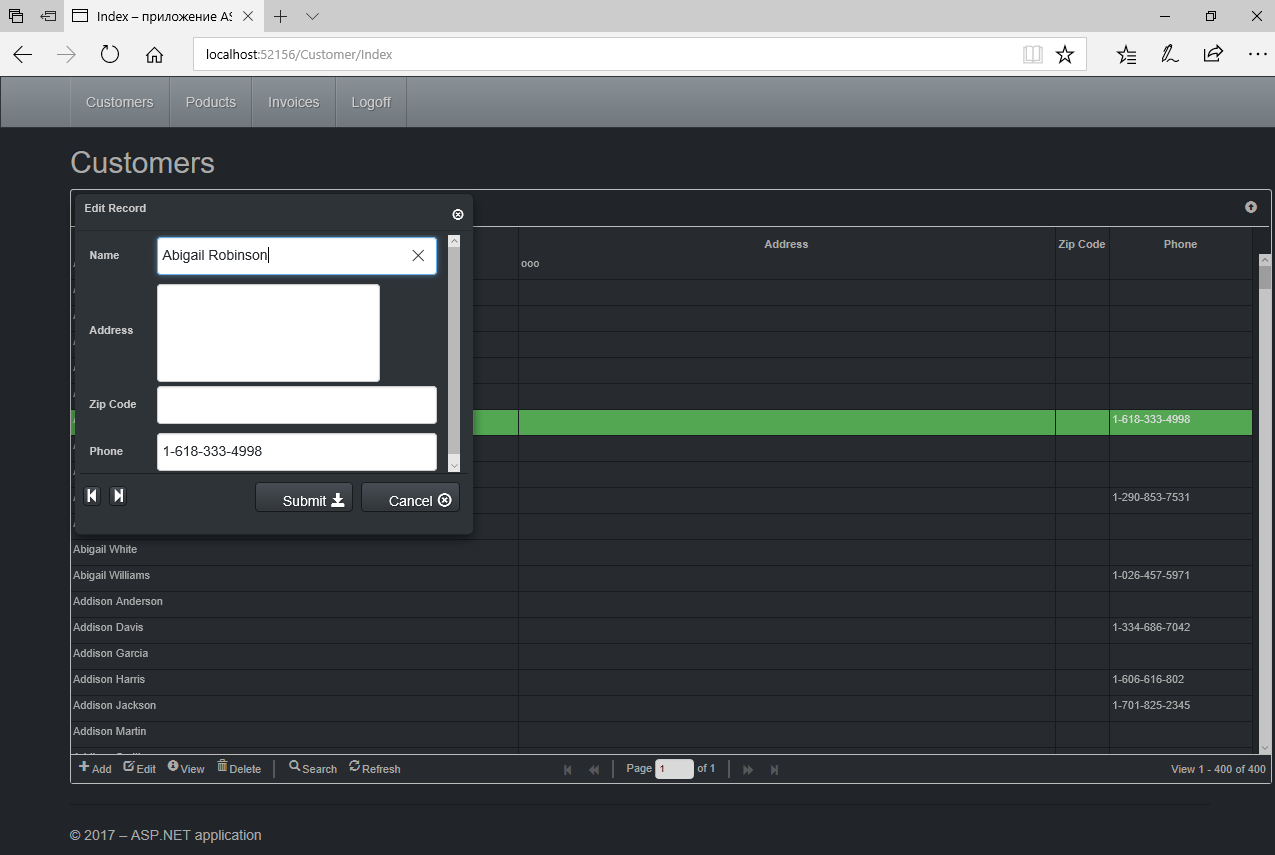 Index – приложение AS
localhost:52156/Customer/Index
Customers Poducts Invoices Logoff
Customers
Edit Record
Address Zip Code Phone
ooo
Name Abigail Robinson
Address
Zip Code
Phone 1-618-333-4998
Submit Cancel
1-618-333-4998
1-290-853-7531
Abigail White
Abigail Williams 1-026-457-5971
Addison Anderson
Addison Davis 1-334-686-7042
Addison Garcia
Addison Harris 1-606-616-802
Addison Jackson 1-701-825-2345
Addison Martin
Add Edit View Delete Search Refresh Page 1 of 1 View 1 - 400 of 400
© 2017 – ASP.NET application